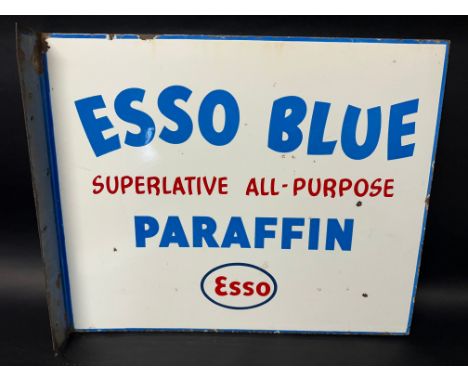 ESSO BLUE
SUPERLATIVE ALL-PURPOSE
PARAFFIN
Esso